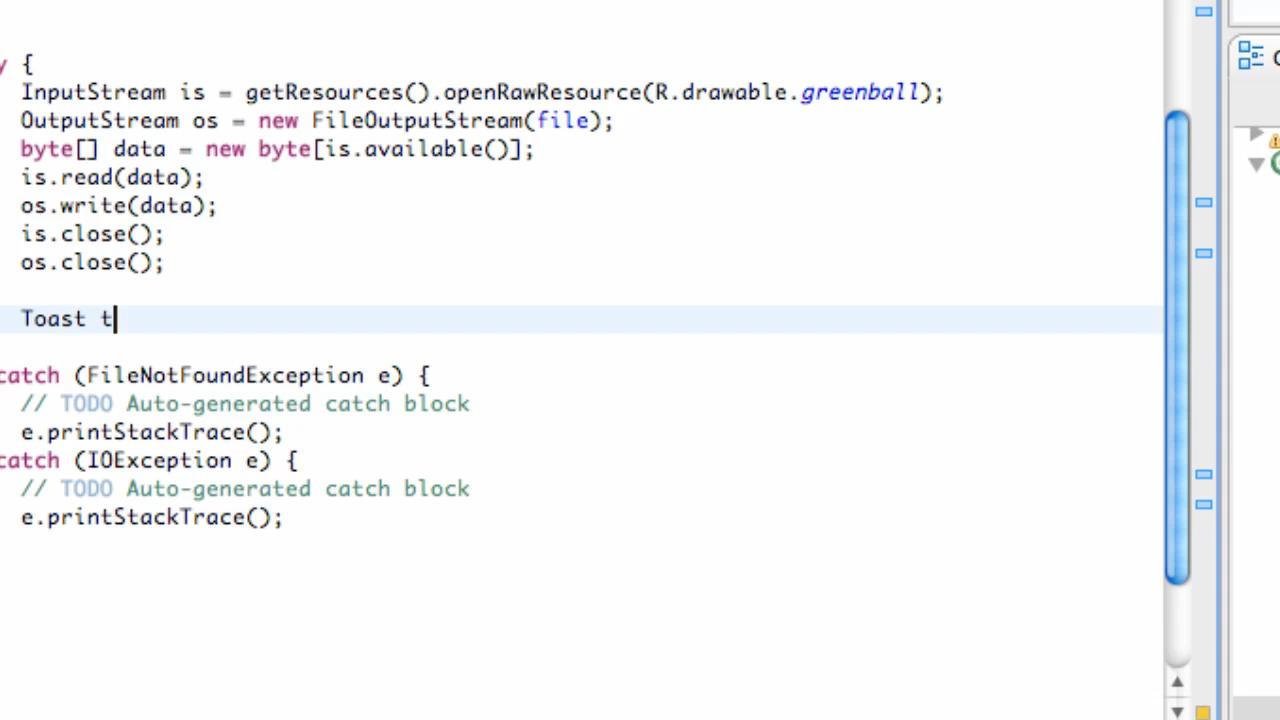 y {
InputStream is = getResources().openRawResource(R.drawable.greenball);
OutputStream os = new FileOutputStream(file);
byte[] data = new byte[is.available()];
is.read(data);
os.write(data);
is.close();
os.close();
Toast t
catch (FileNotFoundException e) {
// TODO Auto-generated catch block
e.printStackTrace();
catch (IOException e) {
// TODO Auto-generated catch block
e.printStackTrace();